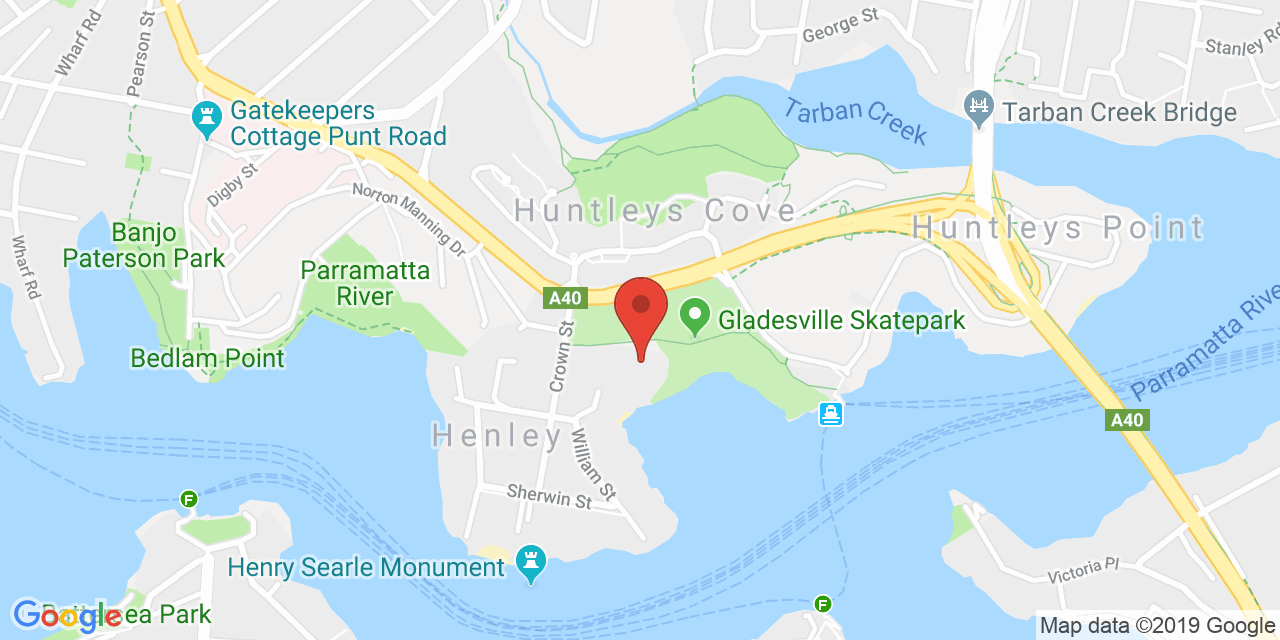 George St
Stanley Rd
Wharf Rd
Pearson St
Gatekeepers
Cottage Punt Road
Tarban Creek
Tarban Creek Bridge
Digby St
Norton Manning Dr
Huntleys Cove
Huntleys Point
Banjo
Paterson Park
Wharf Rd
Parramatta
River
A40
Gladesville Skatepark
Bedlam Point
Crown St
Parramatta River
A40
Henley
William St
Sherwin St
F
Henry Searle Monument
Victoria Pl
F
Google
ea Park
Map data ©2019 Google